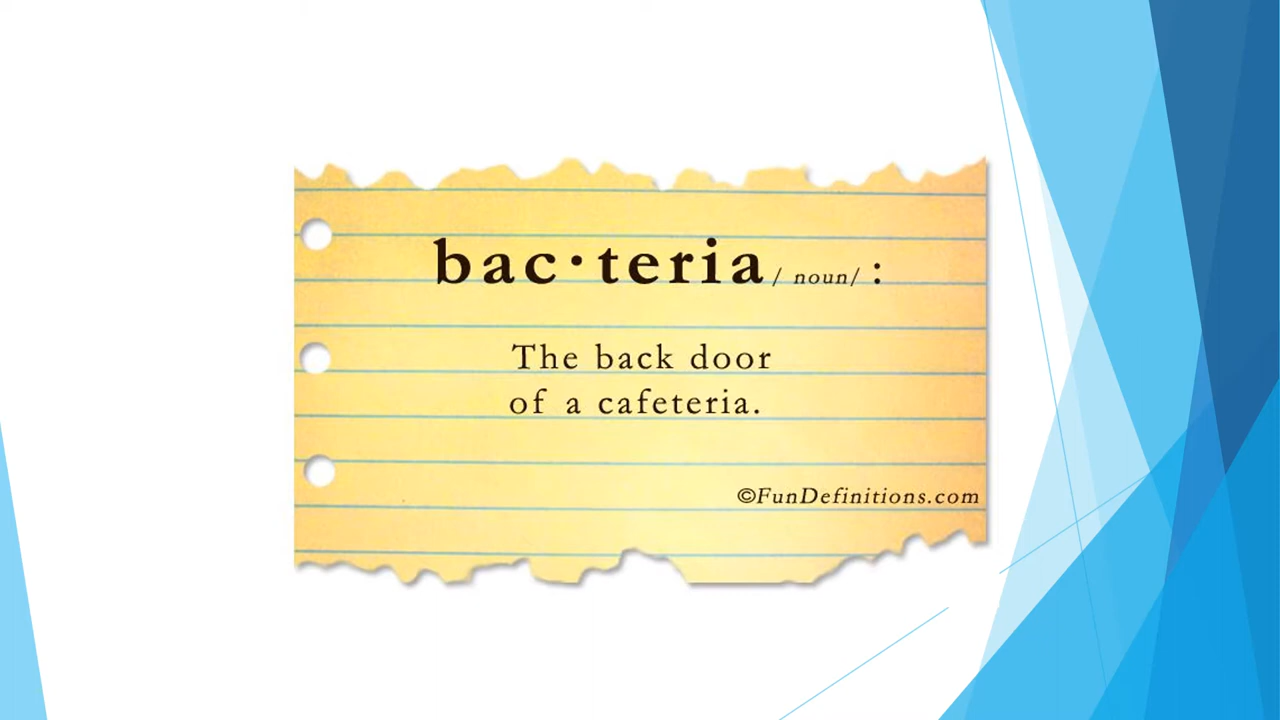 bac·teria / noun/ :
The back door
of a cafeteria.
©FunDefinitions.com